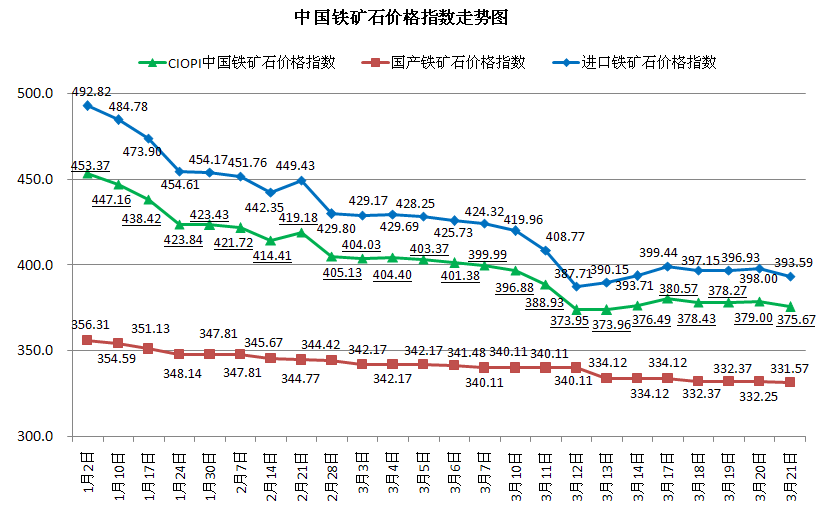 中国铁矿石价格指数走势图
CIOPI中国铁矿石价格指数 国产铁矿石价格指数 进口铁矿石价格指数
500.0
450.0
400.0
350.0
300.0
492.82 484.78 473.90 454.61 454.17 451.76 442.35 449.43 429.80 429.17 429.69 428.25 425.73 424.32 419.96 408.77 387.71 390.15 393.71 399.44 397.15 396.93 398.00 393.59
453.37 447.16 438.42 423.84 423.43 421.72 414.41 419.18 405.13 404.03 404.40 403.37 401.38 399.99 396.88 388.93 373.95 373.96 376.49 380.57 378.43 378.27 379.00 375.67
356.31 354.59 351.13 348.14 347.81 347.81 345.67 344.77 344.42 342.17 342.17 342.17 341.48 340.11 340.11 340.11 340.11 334.12 334.12 334.12 332.37 332.37 332.25 331.57
1月2日 1月10日 1月17日 1月24日 1月30日 2月7日 2月14日 2月21日 2月28日 3月3日 3月4日 3月5日 3月6日 3月7日 3月10日 3月11日 3月12日 3月13日 3月14日 3月17日 3月18日 3月19日 3月20日 3月21日